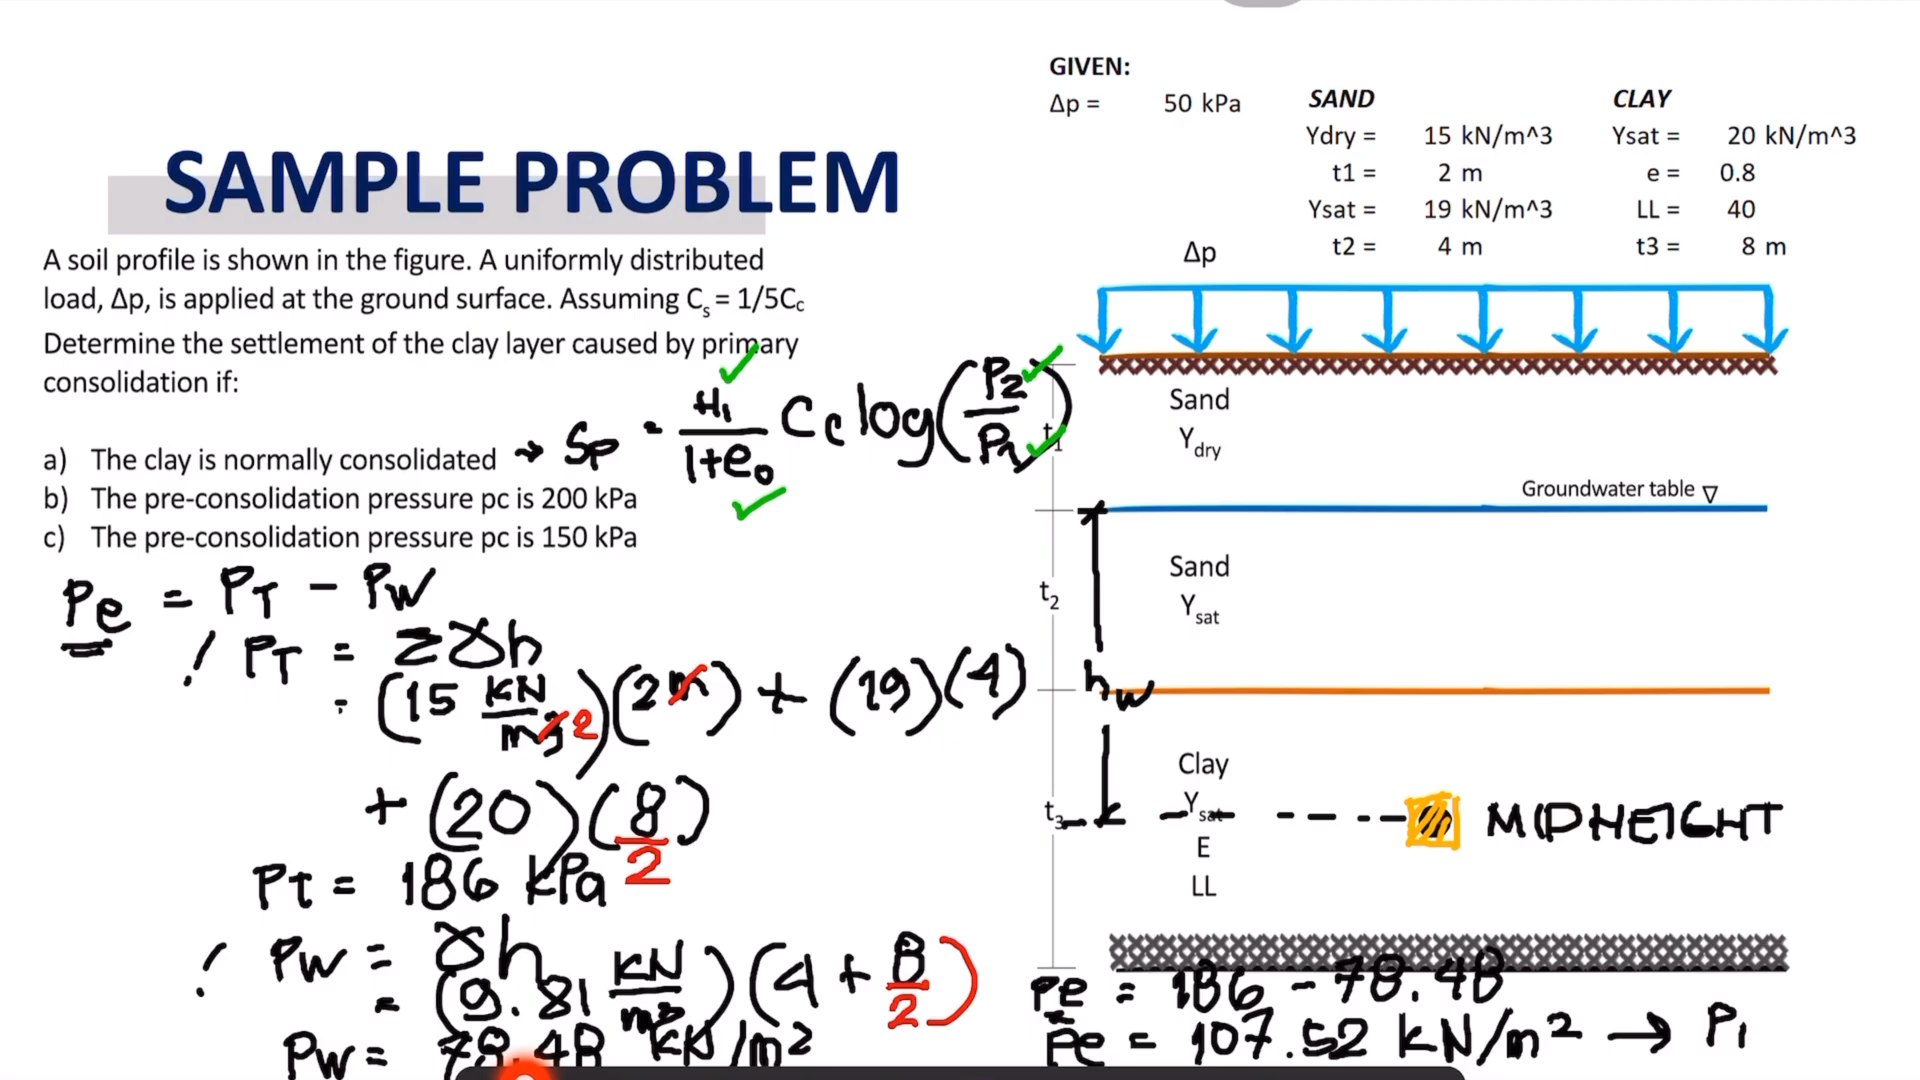 GIVEN:
Δp = 50 kPa
SAND
Ydry = 15 kN/m^3
t1 = 2 m
Ysat = 19 kN/m^3
t2 = 4 m
CLAY
Ysat = 20 kN/m^3
e = 0.8
LL = 40
t3 = 8 m
SAMPLE PROBLEM
A soil profile is shown in the figure. A uniformly distributed
load, Δp, is applied at the ground surface. Assuming Cs = 1/5Cc
Determine the settlement of the clay layer caused by primary
consolidation if:
a) The clay is normally consolidated → Sp = H1/(1+e0) Cc log(P2/P1)
b) The pre-consolidation pressure pc is 200 kPa
c) The pre-consolidation pressure pc is 150 kPa
Pe = PT - PW
! PT = Σγh
= (15 KN/m3 2)(2m) + (19)(4)
+ (20)(8/2)
Pt = 186 kPa
! PW = γh
= (9.81 KN/m3)(4 + 8/2)
PW = 78.48 KN/m2
Δp
Sand
Ydry
t1
Groundwater table
Sand
Ysat
t2
hw
Clay
Ysat
E
LL
t3
MIDHEIGHT
Pe = 186 - 78.48
Pe = 107.52 KN/m2 → P1